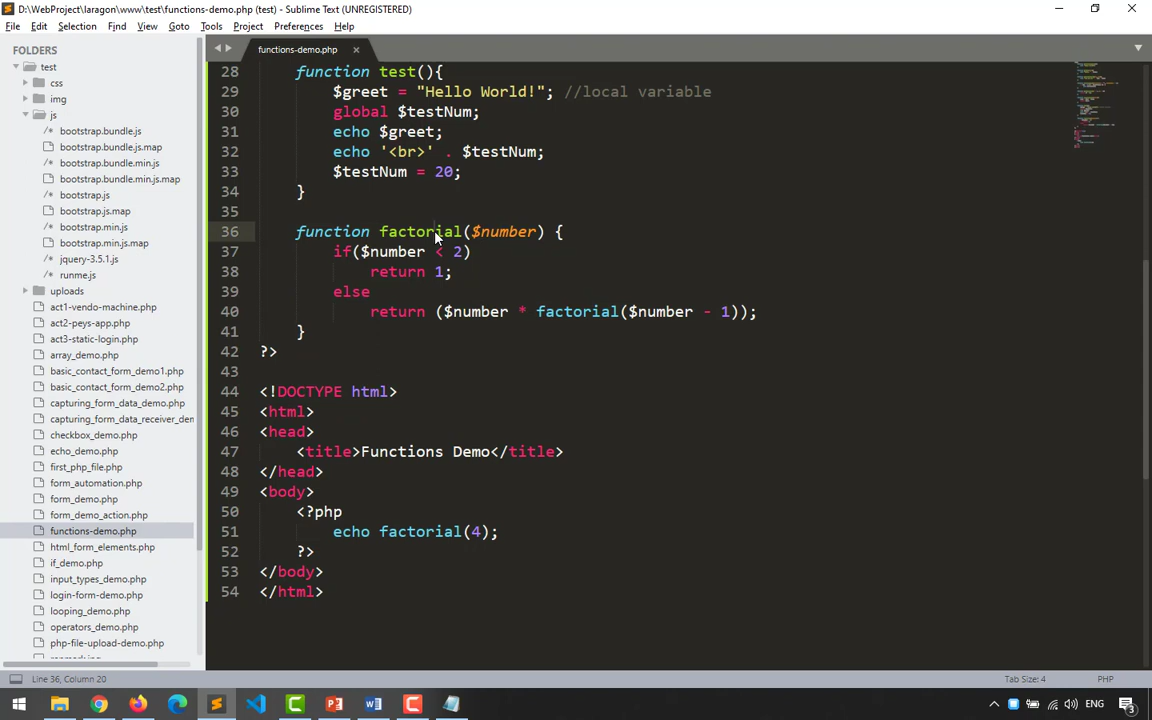 D:\WebProject\laragon\www\test\functions-demo.php (test) - Sublime Text (UNREGISTERED)
File Edit Selection Find View Goto Tools Project Preferences Help
FOLDERS
test
css
img
js
bootstrap.bundle.js
bootstrap.bundle.js.map
bootstrap.bundle.min.js
bootstrap.bundle.min.js.map
bootstrap.js
bootstrap.js.map
bootstrap.min.js
bootstrap.min.js.map
jquery-3.5.1.js
runme.js
uploads
act1-vendo-machine.php
act2-peys-app.php
act3-static-login.php
array_demo.php
basic_contact_form_demo1.php
basic_contact_form_demo2.php
capturing_form_data_demo.php
capturing_form_data_receiver_den
checkbox_demo.php
echo_demo.php
first_php_file.php
form_automation.php
form_demo.php
form_demo_action.php
functions-demo.php
html_form_elements.php
if_demo.php
input_types_demo.php
login-form-demo.php
looping_demo.php
operators_demo.php
php-file-upload-demo.php
functions-demo.php
28 function test(){
29 $greet = "Hello World!"; //local variable
30 global $testNum;
31 echo $greet;
32 echo '<br>' . $testNum;
33 $testNum = 20;
34 }
35
36 function factorial($number) {
37 if($number < 2)
38 return 1;
39 else
40 return ($number * factorial($number - 1));
41 }
42 ?>
43
44 <!DOCTYPE html>
45 <html>
46 <head>
47 <title>Functions Demo</title>
48 </head>
49 <body>
50 <?php
51 echo factorial(4);
52 ?>
53 </body>
54 </html>
Line 36, Column 20
Tab Size: 4
PHP
ENG
3